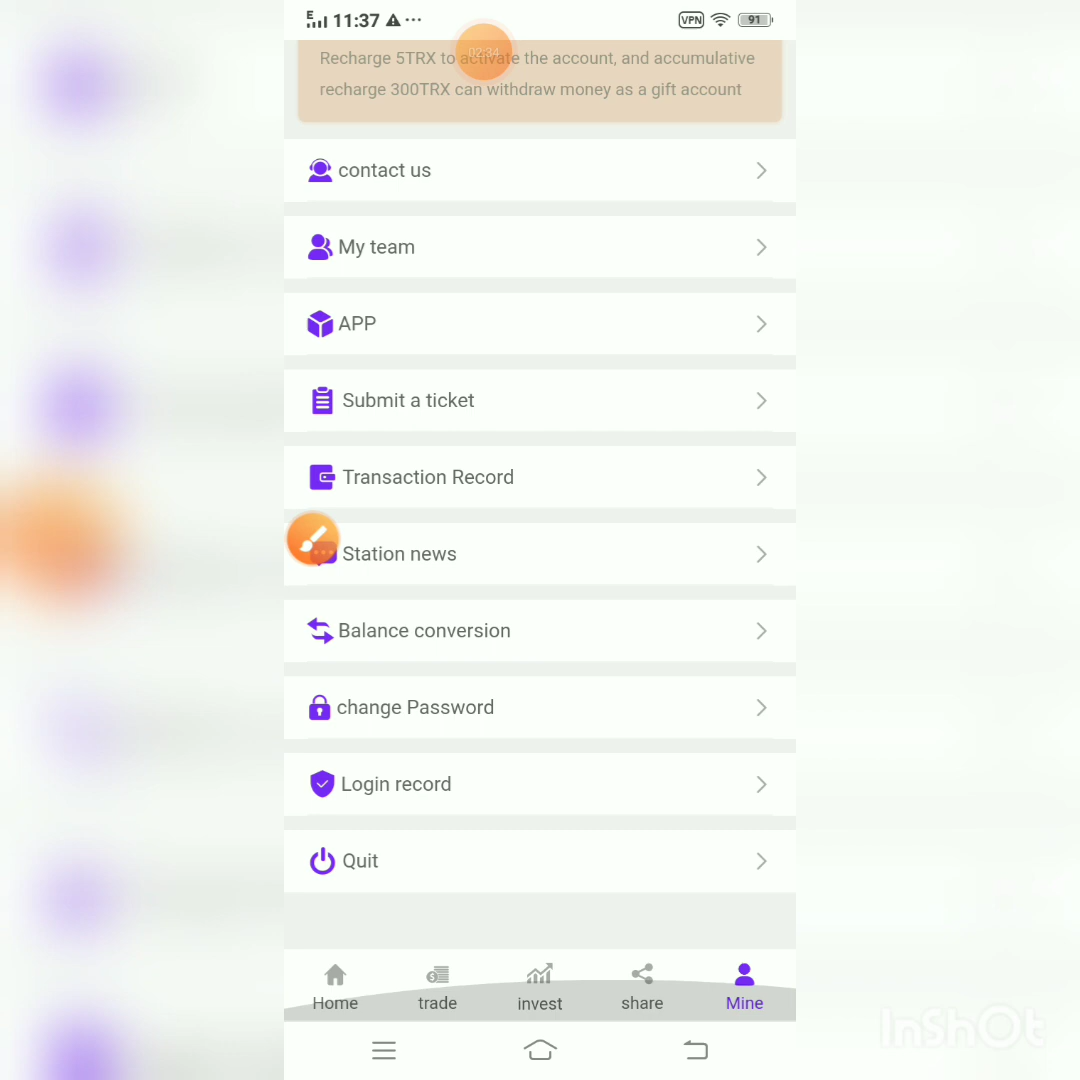 E 11:37 VPN 91
02:34
Recharge 5TRX to activate the account, and accumulative
recharge 300TRX can withdraw money as a gift account
contact us
My team
APP
Submit a ticket
Transaction Record
Station news
Balance conversion
change Password
Login record
Quit
Home trade invest share Mine
InShOt